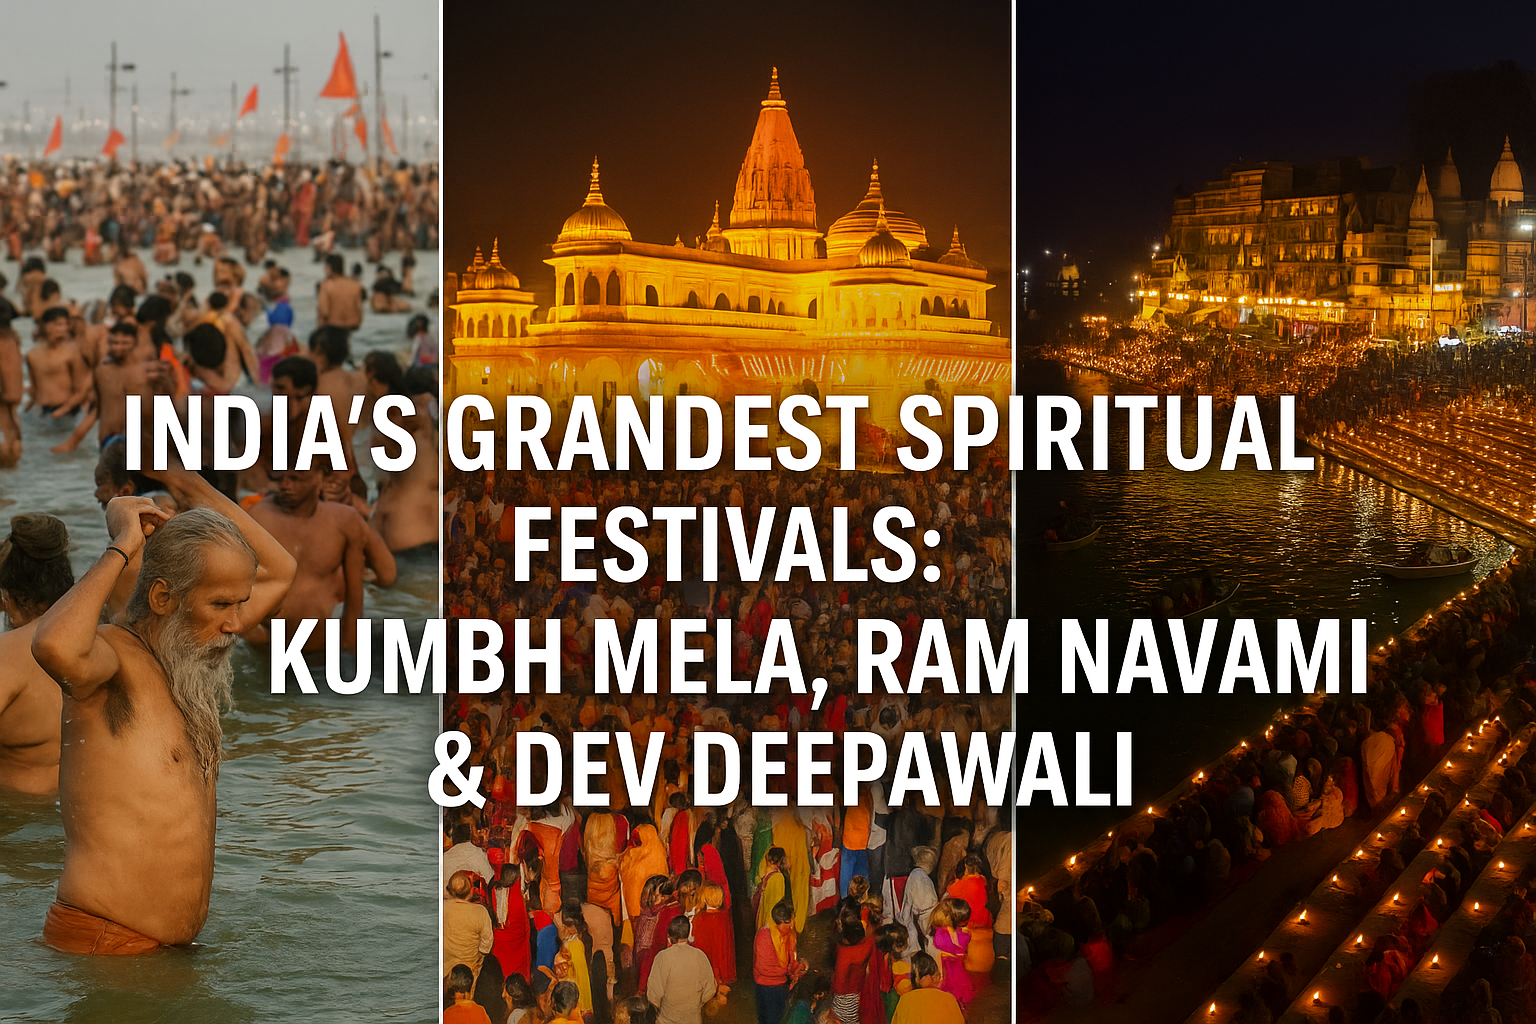 INDIA’S GRANDEST SPIRITUAL
FESTIVALS:
KUMBH MELA, RAM NAVAMI
& DEV DEEPAWALI